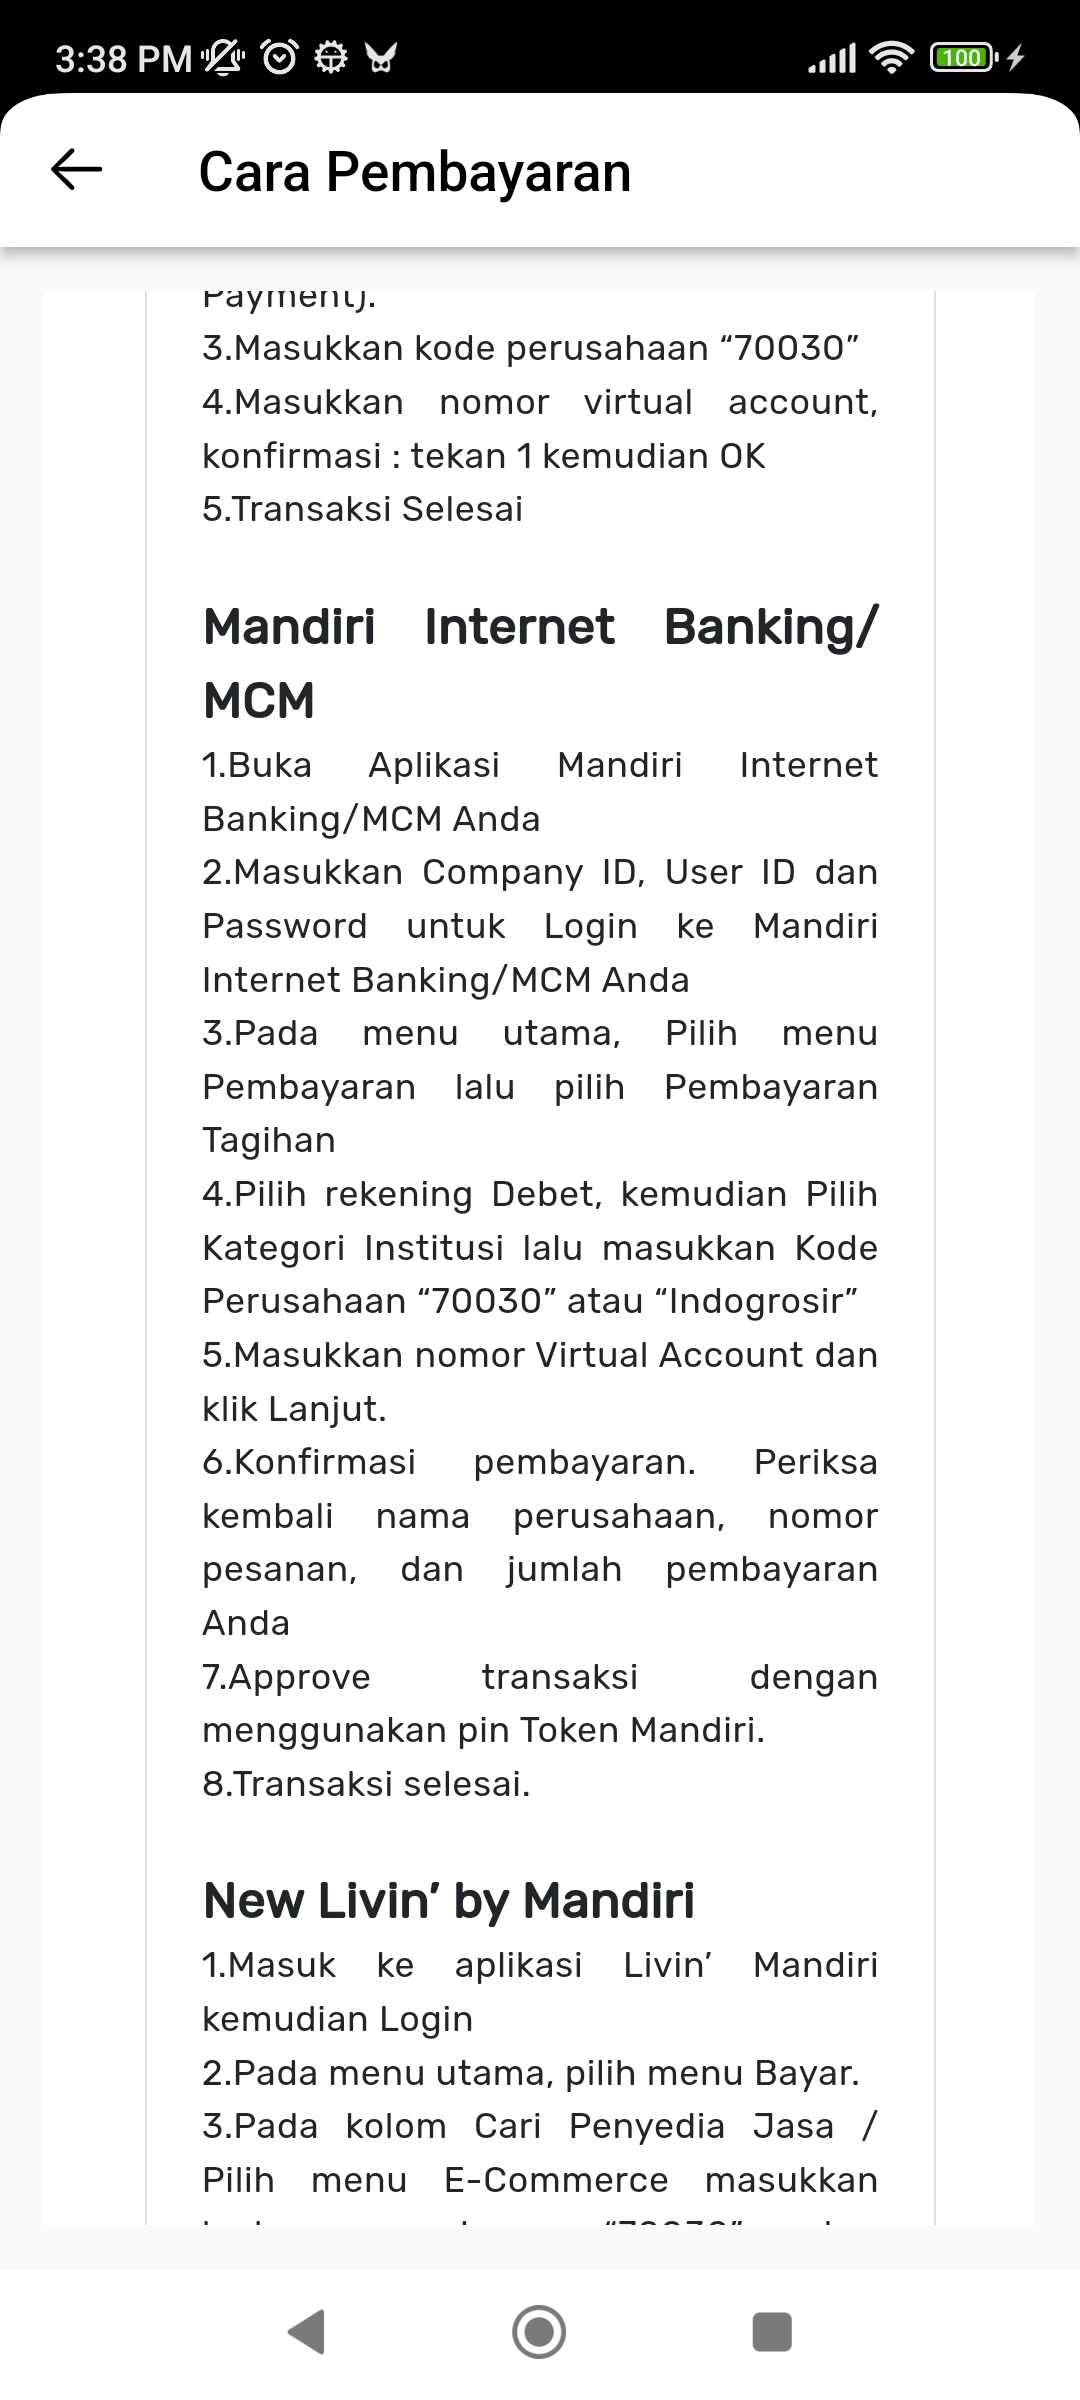 3:38 PM
100
Cara Pembayaran
Payment).
3.Masukkan kode perusahaan “70030”
4.Masukkan nomor virtual account,
konfirmasi : tekan 1 kemudian OK
5.Transaksi Selesai
Mandiri Internet Banking/
MCM
1.Buka Aplikasi Mandiri Internet
Banking/MCM Anda
2.Masukkan Company ID, User ID dan
Password untuk Login ke Mandiri
Internet Banking/MCM Anda
3.Pada menu utama, Pilih menu
Pembayaran lalu pilih Pembayaran
Tagihan
4.Pilih rekening Debet, kemudian Pilih
Kategori Institusi lalu masukkan Kode
Perusahaan “70030” atau “Indogrosir”
5.Masukkan nomor Virtual Account dan
klik Lanjut.
6.Konfirmasi pembayaran. Periksa
kembali nama perusahaan, nomor
pesanan, dan jumlah pembayaran
Anda
7.Approve transaksi dengan
menggunakan pin Token Mandiri.
8.Transaksi selesai.
New Livin’ by Mandiri
1.Masuk ke aplikasi Livin’ Mandiri
kemudian Login
2.Pada menu utama, pilih menu Bayar.
3.Pada kolom Cari Penyedia Jasa /
Pilih menu E-Commerce masukkan
“70030”